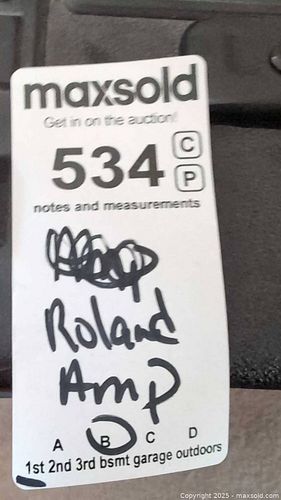 maxsold
Get in on the auction!
534 C
P
notes and measurements
Roland
Amp
A B C D
1st 2nd 3rd bsmt garage outdoors
Copyright © 2025 - maxsold.com